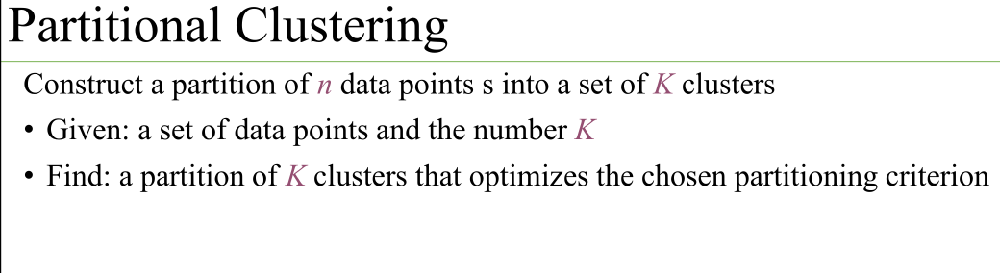 Partitional Clustering
Construct a partition of n data points s into a set of K clusters
• Given: a set of data points and the number K
• Find: a partition of K clusters that optimizes the chosen partitioning criterion